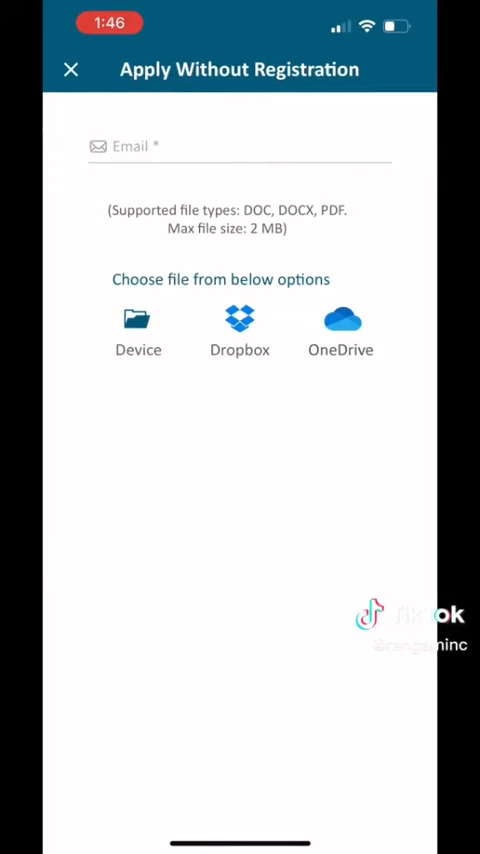 1:46
Apply Without Registration
Email *
(Supported file types: DOC, DOCX, PDF.
Max file size: 2 MB)
Choose file from below options
Device Dropbox OneDrive
TikTok
@rangaminc